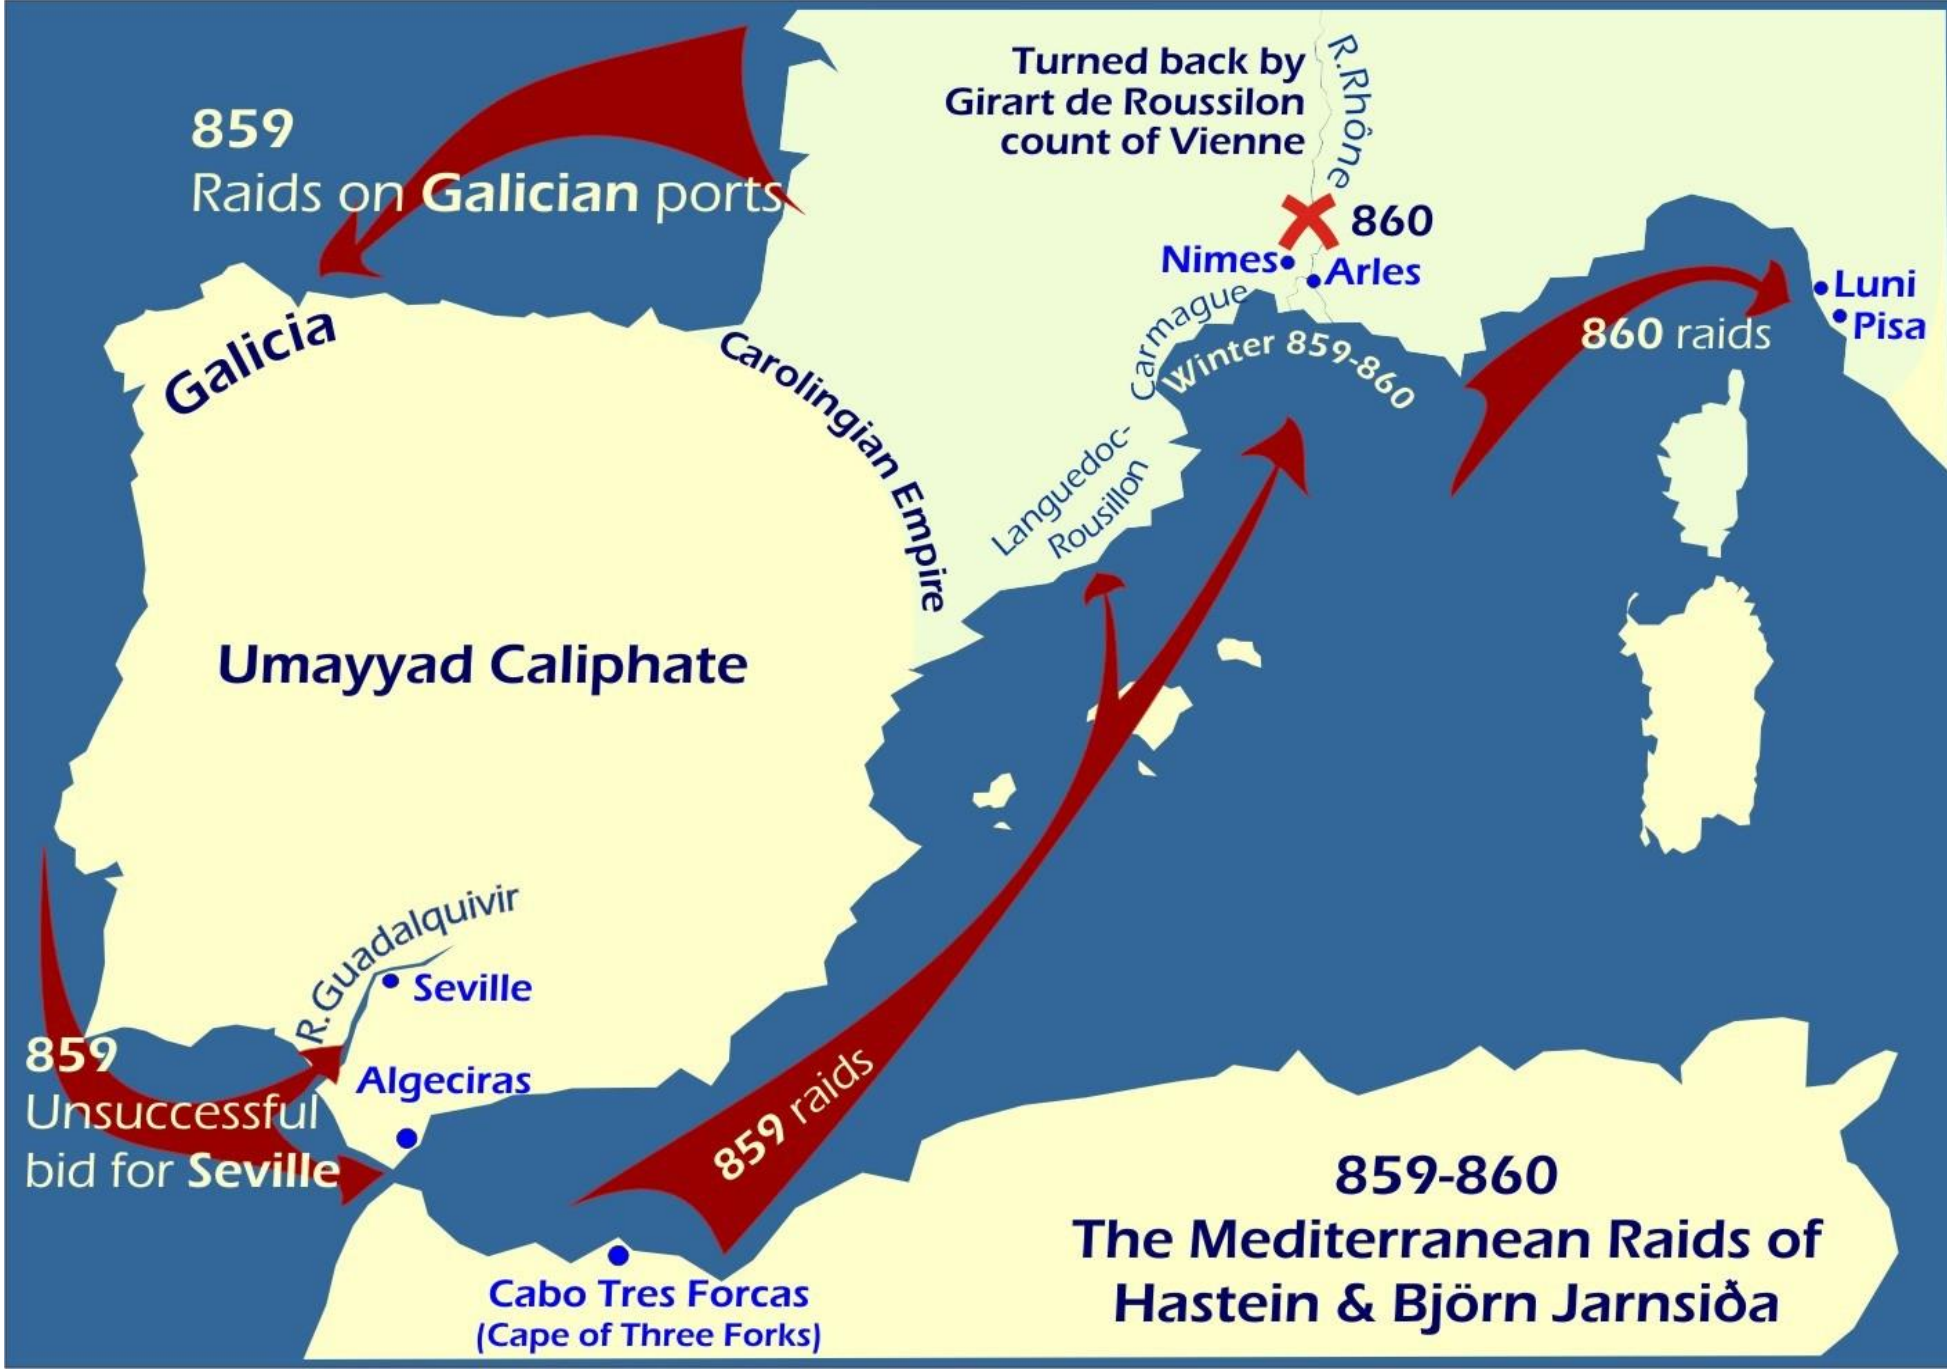 859
Raids on Galician ports
Turned back by
Girart de Roussilon
count of Vienne
R.Rhône
860
Nimes
Arles
Carmague
Winter 859-860
Luni
Pisa
860 raids
Galicia
Carolingian Empire
Languedoc-
Rousillon
Umayyad Caliphate
R.Guadalquivir
Seville
Algeciras
859
Unsuccessful
bid for Seville
859 raids
Cabo Tres Forcas
(Cape of Three Forks)
859-860
The Mediterranean Raids of
Hastein & Björn Jarnsiða